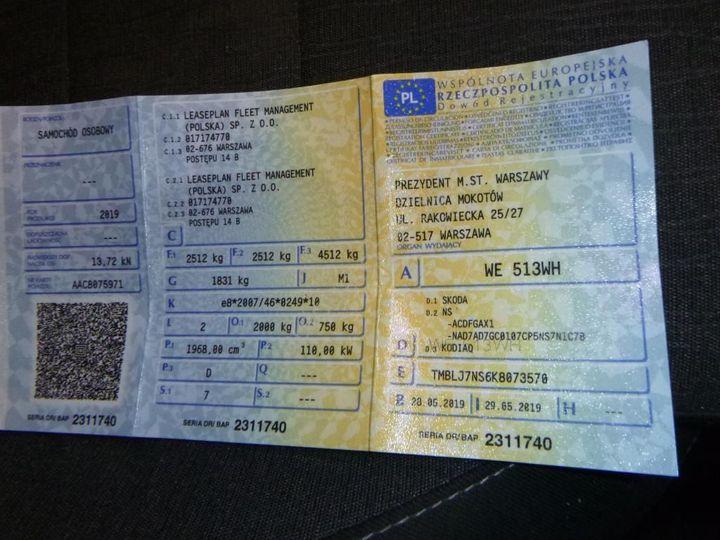 RODZAJ POJAZDU
SAMOCHÓD OSOBOWY
PRZEZNACZENIE
---
ROK PRODUKCJI
2019
DOPUSZCZALNA ŁADOWNOŚĆ
---
13,72 kN
NR KARTY POJAZDU
AAC8075971
SERIA DR/BAP 2311740
C.1.1 LEASEPLAN FLEET MANAGEMENT
(POLSKA) SP. Z O.O.
C.1.2 017174770
C.1.3 02-676 WARSZAWA
POSTĘPU 14 B
C.2.1 LEASEPLAN FLEET MANAGEMENT
(POLSKA) SP. Z O.O.
C.2.2 017174770
C.2.3 02-676 WARSZAWA
POSTĘPU 14 B
C
F.1 2512 kg F.2 2512 kg F.3 4512 kg
G 1831 kg J M1
K e8*2007/46*0249*10
L 2 O.1 2000 kg O.2 750 kg
P.1 1968,00 cm³ P.2 110,00 kW
P.3 D Q ---
S.1 7 S.2 ---
SERIA DR/BAP 2311740
PL
WSPÓLNOTA EUROPEJSKA
RZECZPOSPOLITA POLSKA
Dowód Rejestracyjny
PREZYDENT M.ST. WARSZAWY
DZIELNICA MOKOTÓW
UL. RAKOWIECKA 25/27
02-517 WARSZAWA
ORGAN WYDAJĄCY
A WE 513WH
D.1 SKODA
D.2 NS
-ACDFGAX1
-NAD7AD7GC0107CP5NS7N1C7B
D D.3 KODIAQ
E TMBLJ7NS6K8073570
B 20.05.2019 I 29.05.2019 H ---
SERIA DR/BAP 2311740